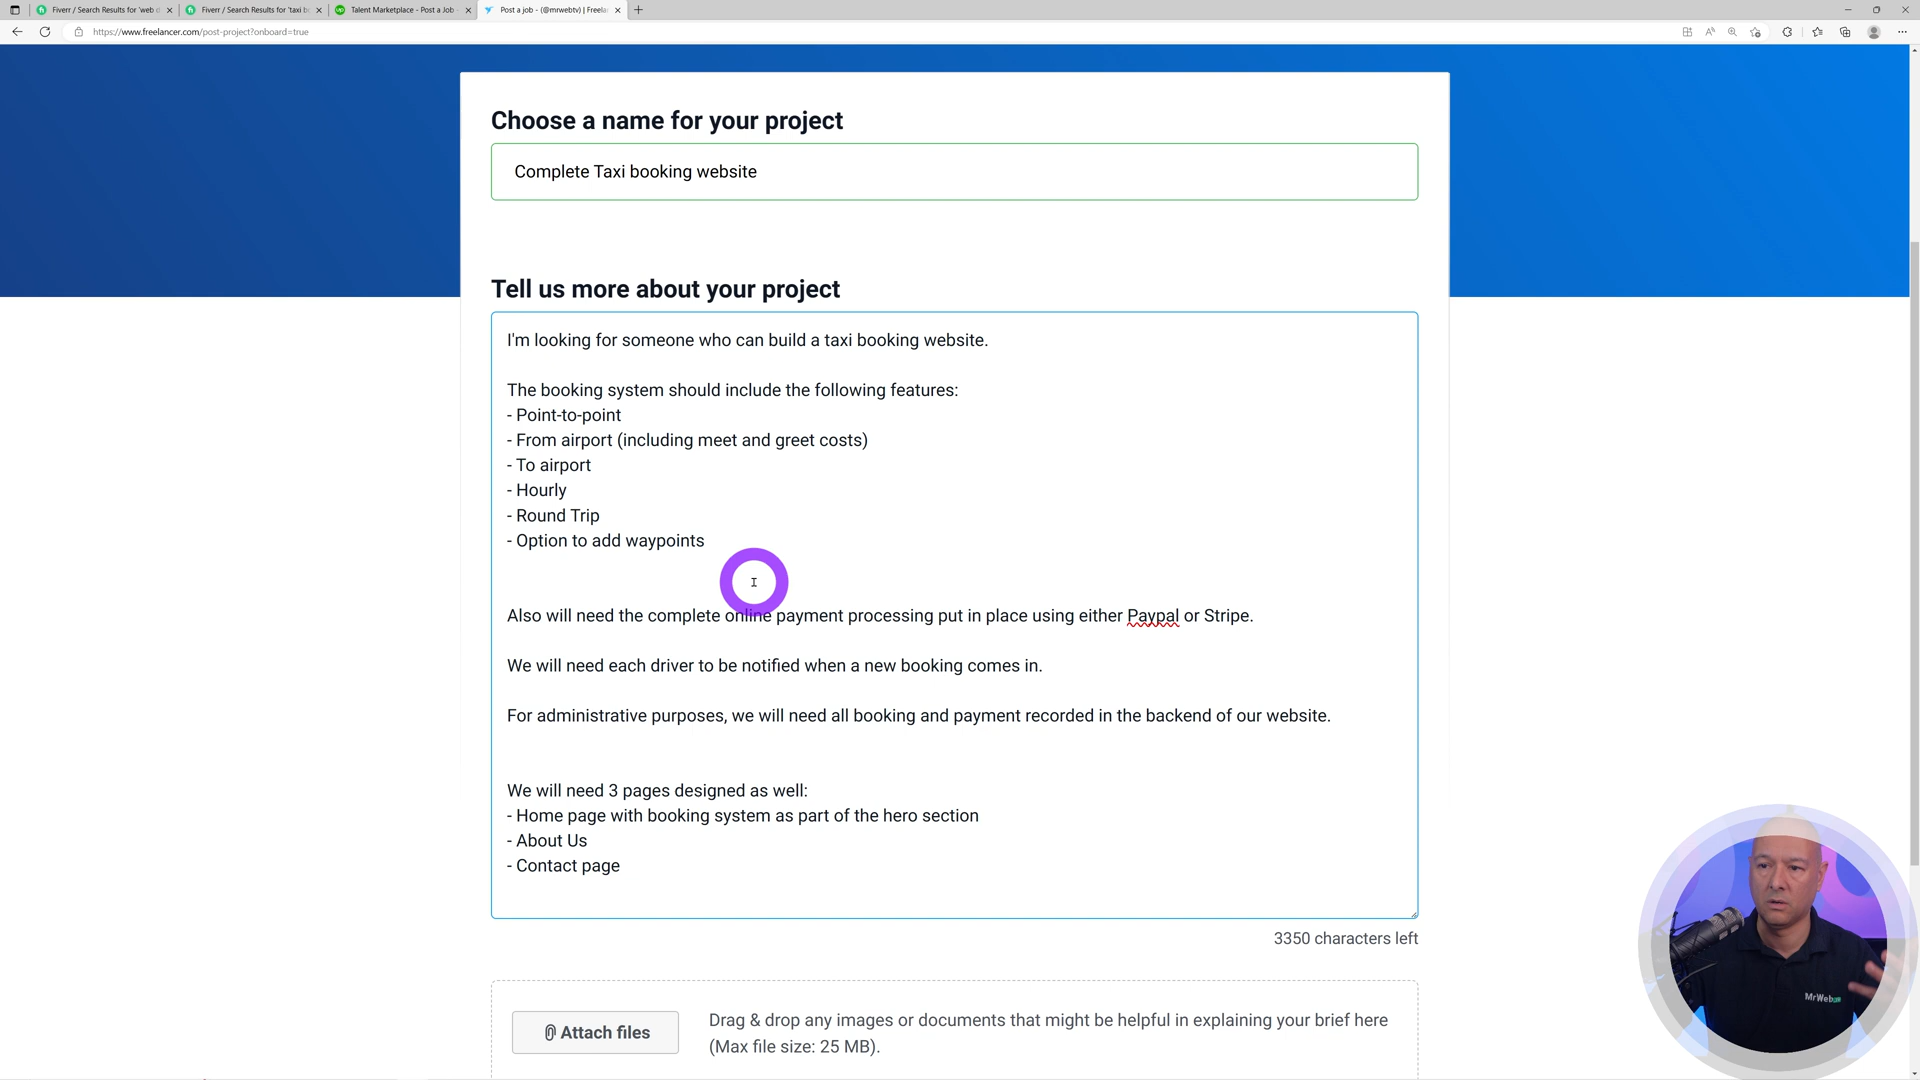 Fiverr / Search Results for 'web d
Fiverr / Search Results for 'taxi b
up
Talent Marketplace - Post a Job -
Post a job - (@mrwebtv) | Freelan
https://www.freelancer.com/post-project?onboard=true
Choose a name for your project
Complete Taxi booking website
Tell us more about your project
I'm looking for someone who can build a taxi booking website.
The booking system should include the following features:
- Point-to-point
- From airport (including meet and greet costs)
- To airport
- Hourly
- Round Trip
- Option to add waypoints
Also will need the complete online payment processing put in place using either Paypal or Stripe.
We will need each driver to be notified when a new booking comes in.
For administrative purposes, we will need all booking and payment recorded in the backend of our website.
We will need 3 pages designed as well:
- Home page with booking system as part of the hero section
- About Us
- Contact page
3350 characters left
Attach files
Drag & drop any images or documents that might be helpful in explaining your brief here
(Max file size: 25 MB).
MrWeb